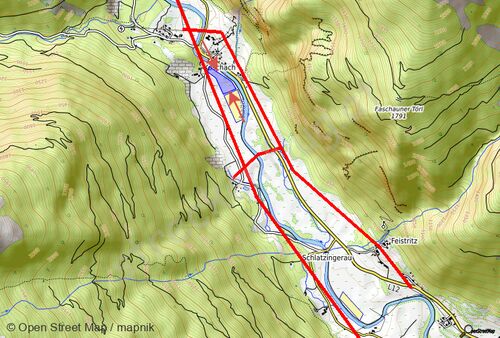 Faschauner Törl
1791
Feistritz
Schlatzingerau
L12
© Open Street Map / mapnik